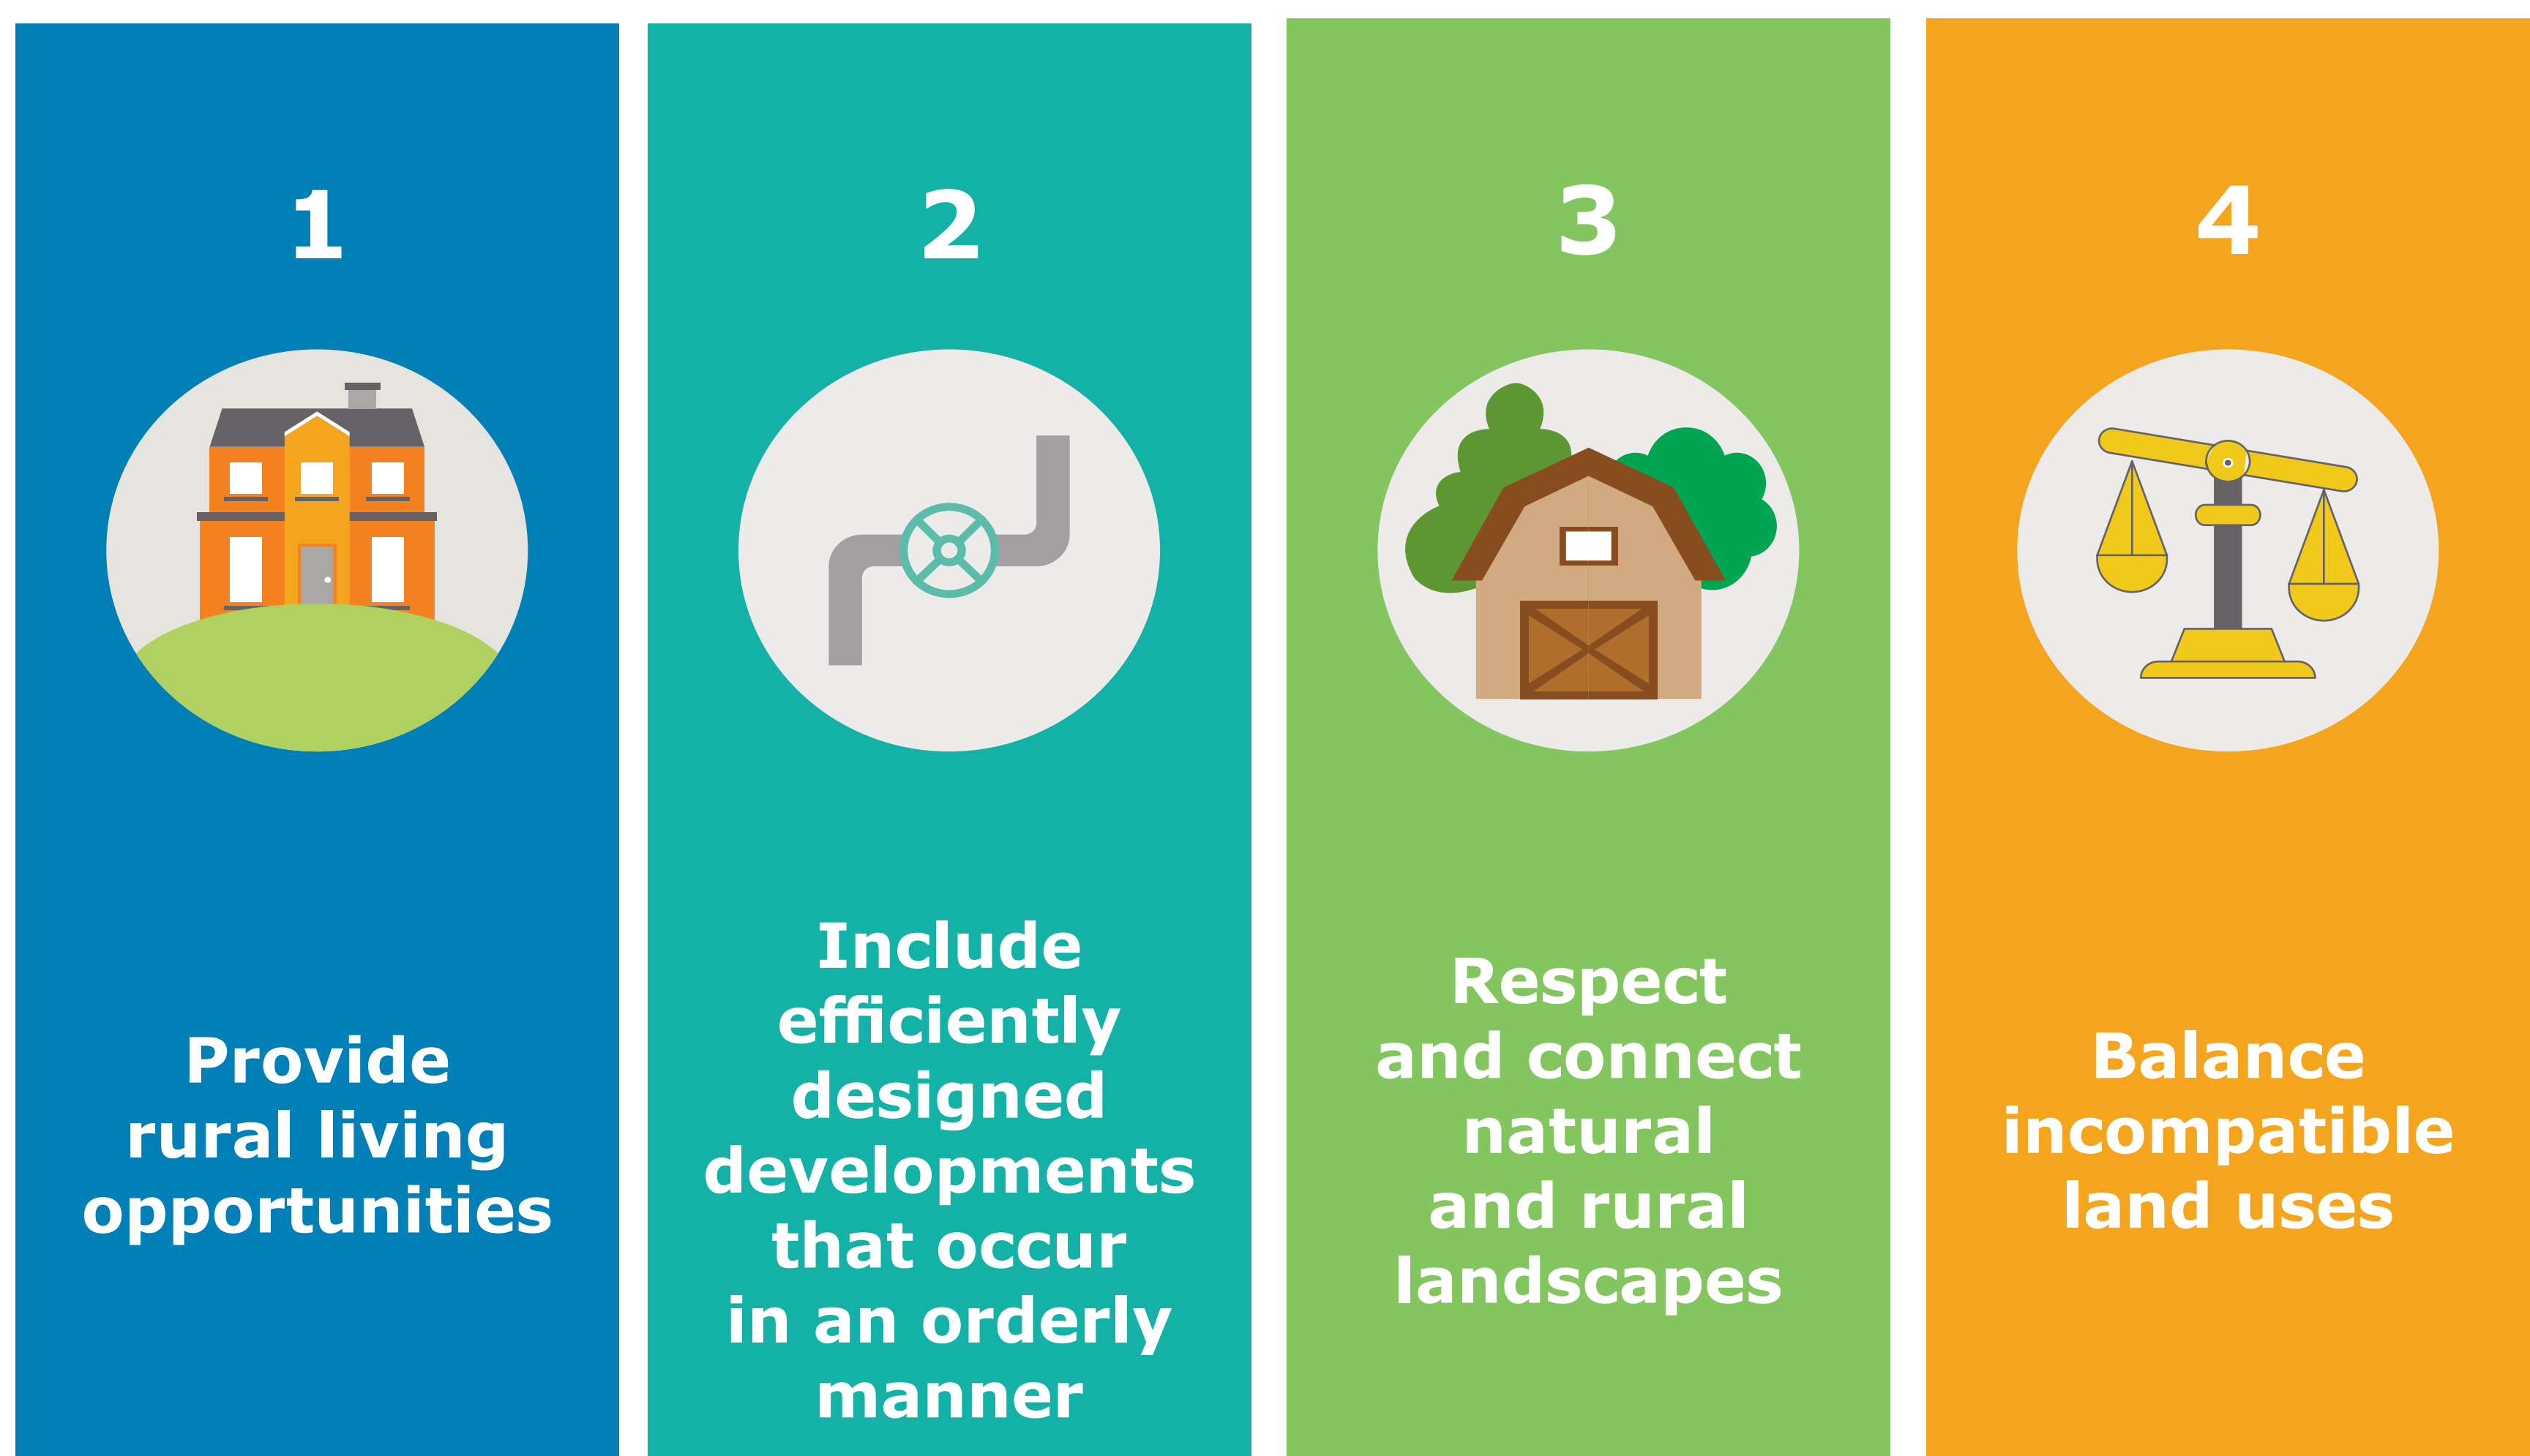 1
Provide
rural living
opportunities
2
Include
efficiently
designed
developments
that occur
in an orderly
manner
3
Respect
and connect
natural
and rural
landscapes
4
Balance
incompatible
land uses